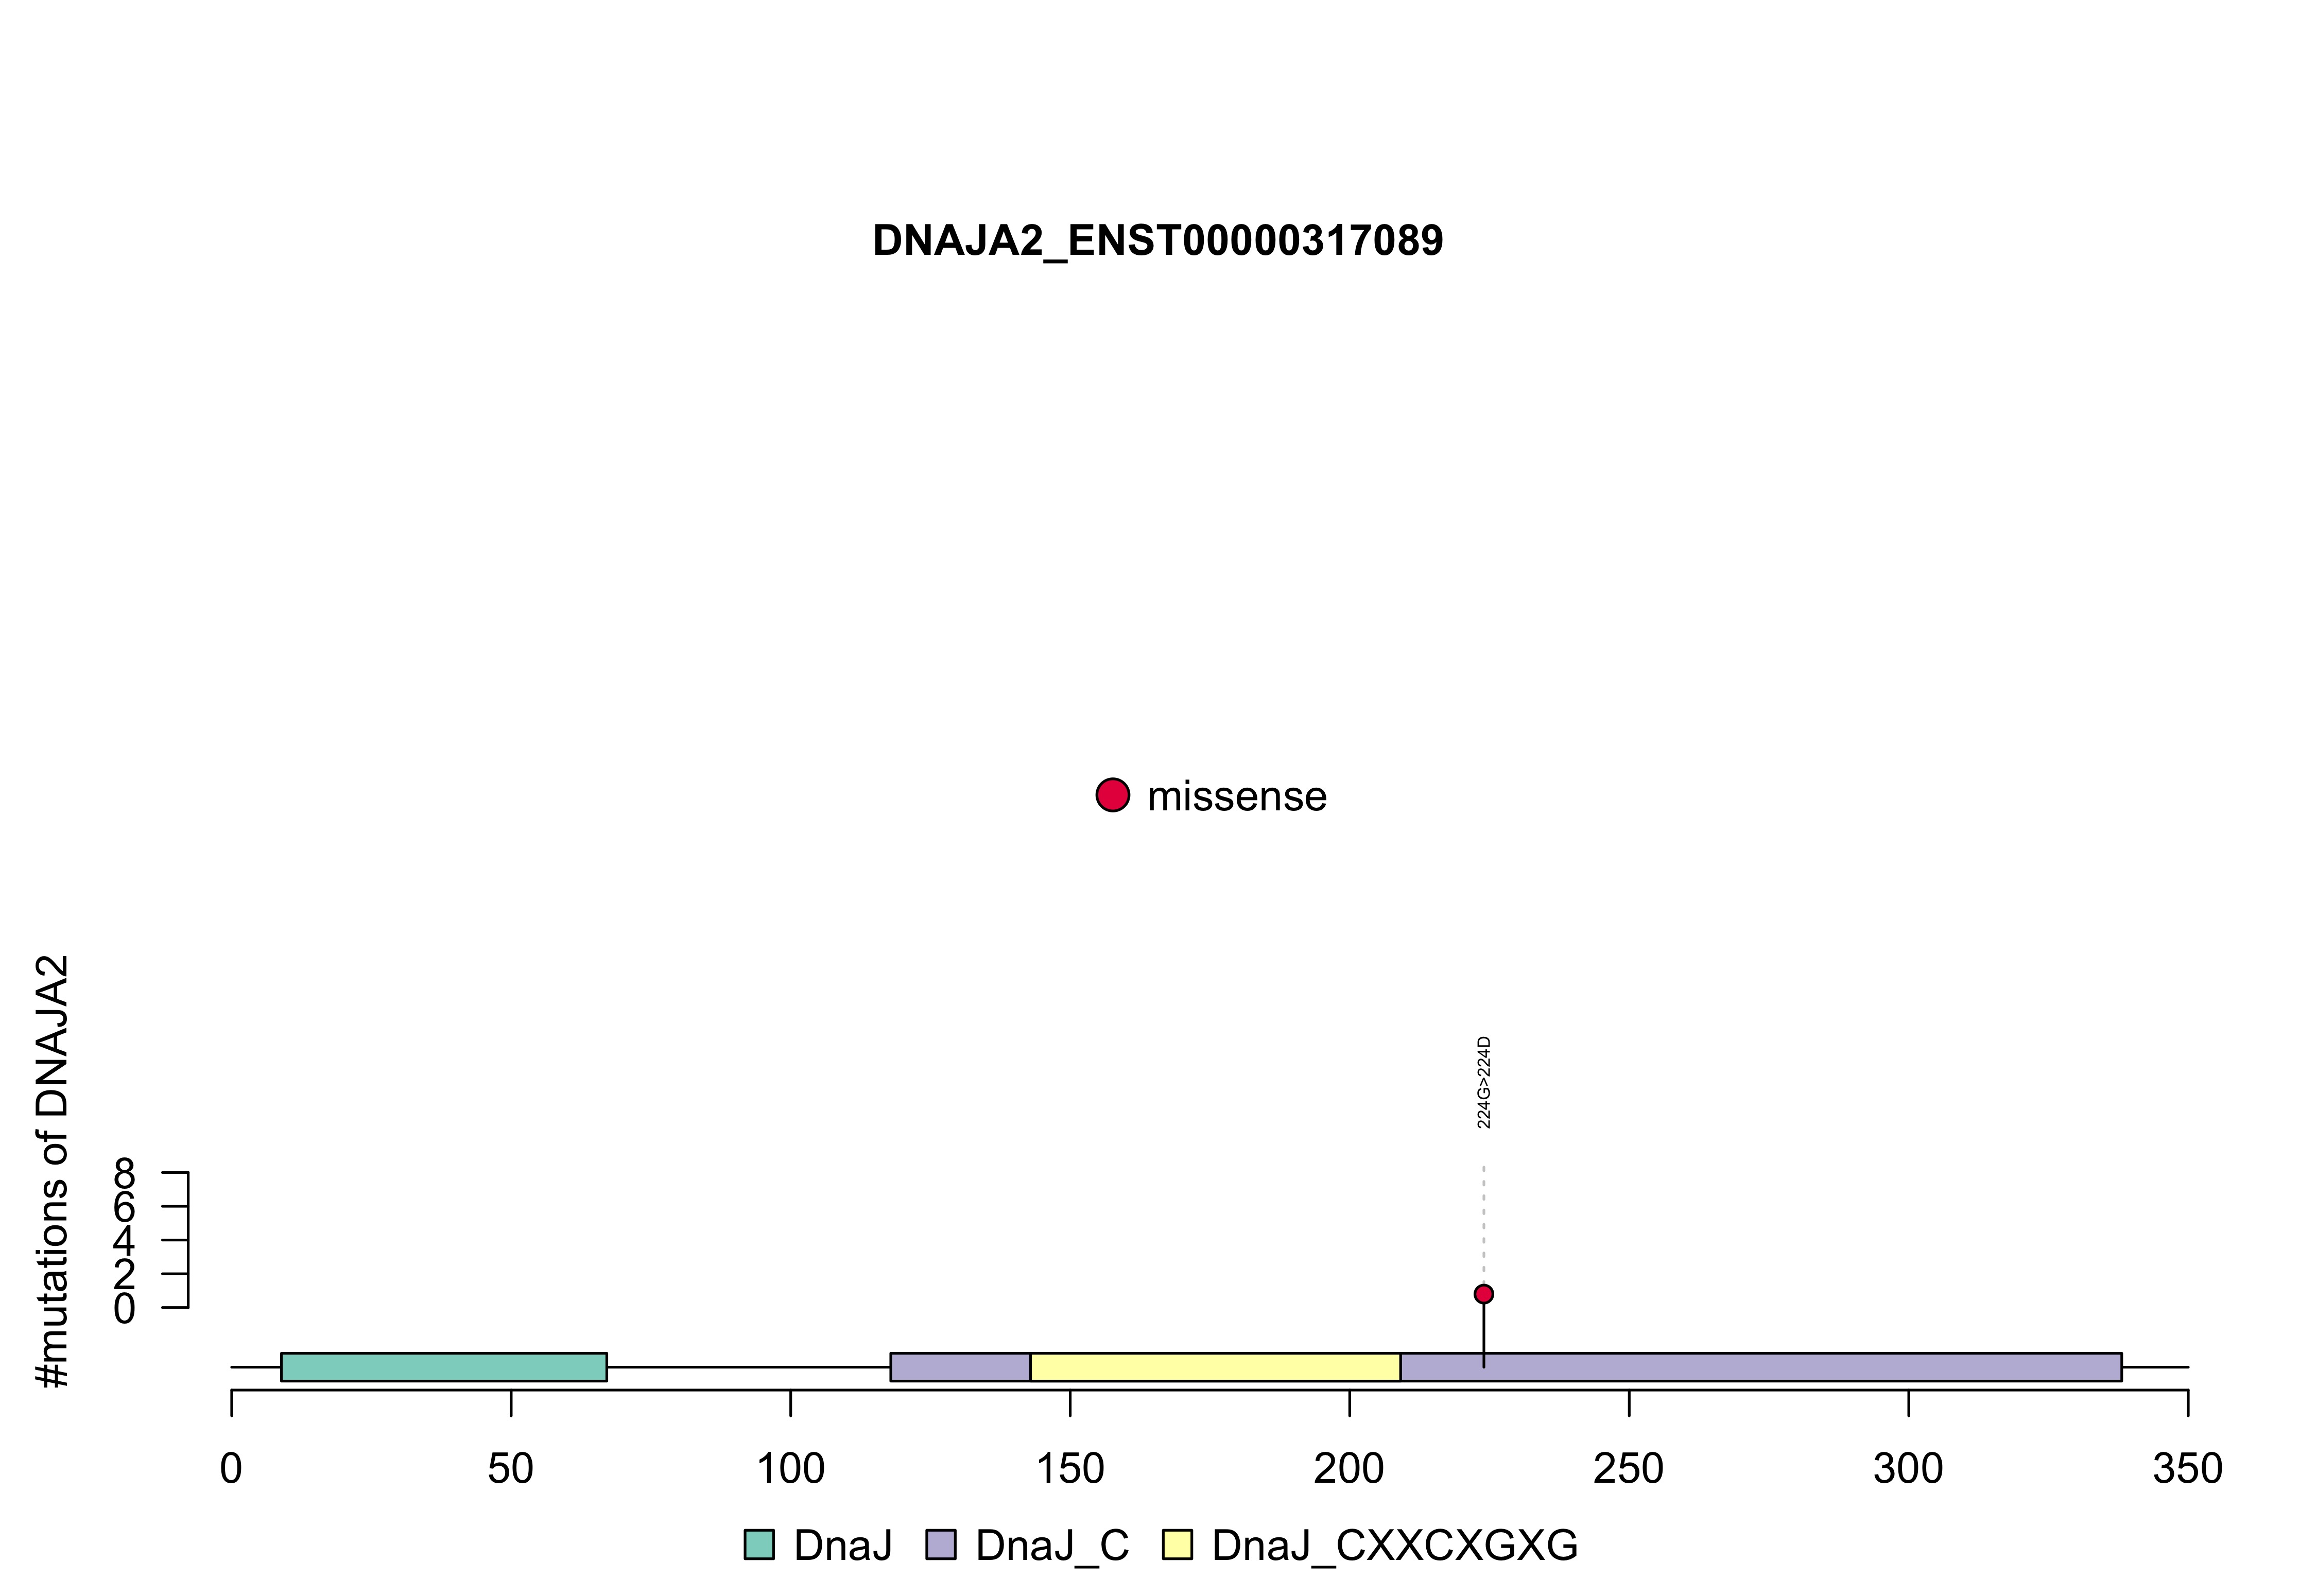 DNAJA2_ENST00000317089
missense
#mutations of DNAJA2
224G>224D
8
6
4
2
0
0 50 100 150 200 250 300 350
DnaJ DnaJ_C DnaJ_CXXCXGXG